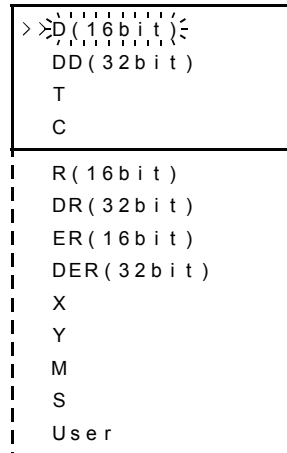 >>D(16bit)
DD(32bit)
T
C
R(16bit)
DR(32bit)
ER(16bit)
DER(32bit)
X
Y
M
S
User